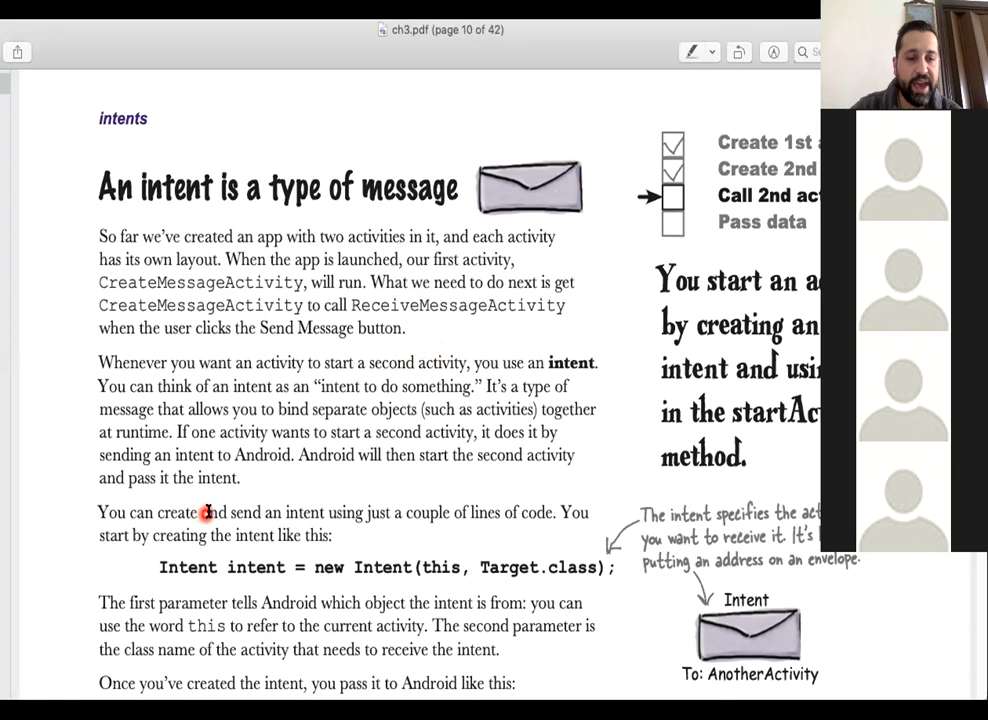 ch3.pdf (page 10 of 42)
intents
An intent is a type of message
So far we've created an app with two activities in it, and each activity
has its own layout. When the app is launched, our first activity,
CreateMessageActivity, will run. What we need to do next is get
CreateMessageActivity to call ReceiveMessageActivity
when the user clicks the Send Message button.
Whenever you want an activity to start a second activity, you use an intent.
You can think of an intent as an “intent to do something.” It's a type of
message that allows you to bind separate objects (such as activities) together
at runtime. If one activity wants to start a second activity, it does it by
sending an intent to Android. Android will then start the second activity
and pass it the intent.
You can create and send an intent using just a couple of lines of code. You
start by creating the intent like this:
Intent intent = new Intent(this, Target.class);
The first parameter tells Android which object the intent is from: you can
use the word this to refer to the current activity. The second parameter is
the class name of the activity that needs to receive the intent.
Once you've created the intent, you pass it to Android like this:
Create 1st
Create 2nd
Call 2nd
Pass data
You start an
by creating an
intent and
in the
method.
The intent specifies the
you want to receive it. It's
putting an address on an envelope.
Intent
To: AnotherActivity